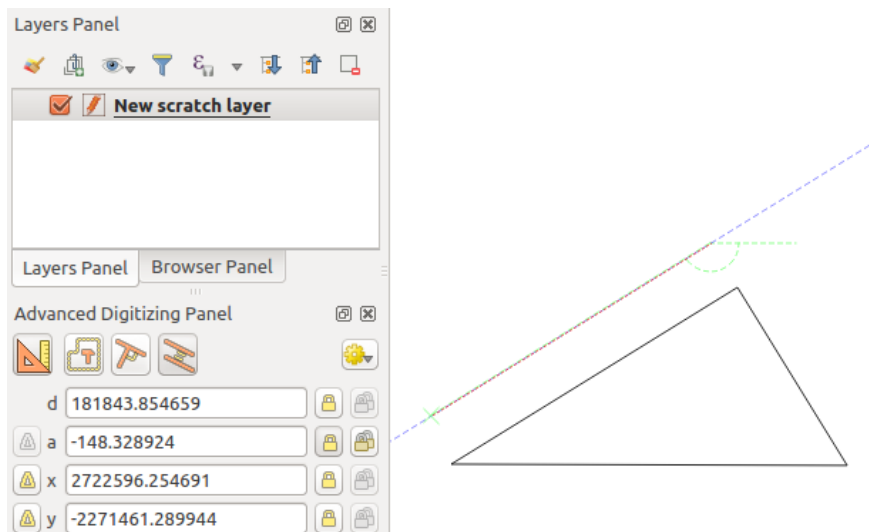 Layers Panel
New scratch layer
Layers Panel Browser Panel
Advanced Digitizing Panel
d 181843.854659
a -148.328924
x 2722596.254691
y -2271461.289944